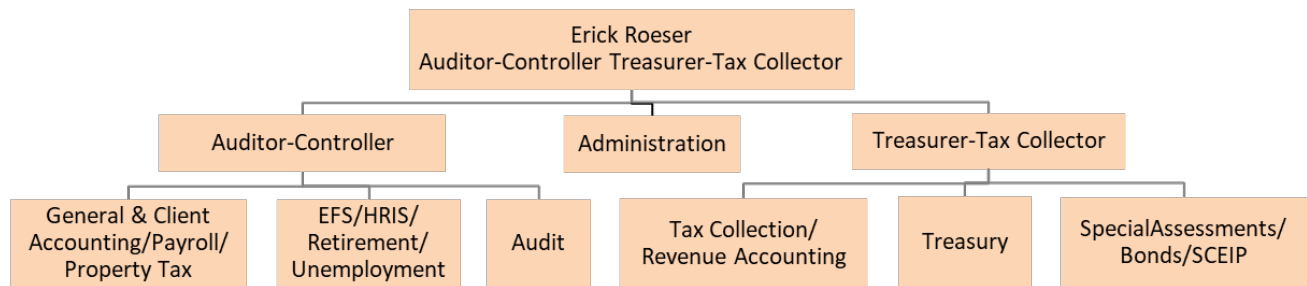 Erick Roeser
Auditor-Controller Treasurer-Tax Collector
Auditor-Controller
Administration
Treasurer-Tax Collector
General & Client
Accounting/Payroll/
Property Tax
EFS/HRIS/
Retirement/
Unemployment
Audit
Tax Collection/
Revenue Accounting
Treasury
SpecialAssessments/
Bonds/SCEIP